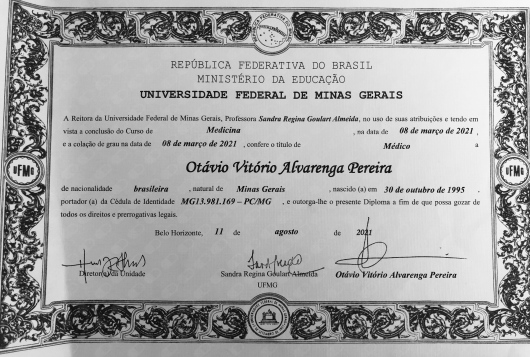 REPÚBLICA FEDERATIVA DO BRASIL
MINISTÉRIO DA EDUCAÇÃO
UNIVERSIDADE FEDERAL DE MINAS GERAIS
A Reitora da Universidade Federal de Minas Gerais, Professora Sandra Regina Goulart Almeida, no uso de suas atribuições e tendo em
vista a conclusão do Curso de Medicina , na data de 08 de março de 2021 ,
e a colação de grau na data de 08 de março de 2021 , confere o título de Médico a
Otávio Vitório Alvarenga Pereira
de nacionalidade brasileira , natural de Minas Gerais , nascido (a) em 30 de outubro de 1995 ,
portador (a) da Cédula de Identidade MG13.981.169 – PC/MG , e outorga-lhe o presente Diploma a fim de que possa gozar de
todos os direitos e prerrogativas legais.
Belo Horizonte, 11 de agosto de 2021
Diretor(a) da Unidade
Sandra Regina Goulart Almeida
UFMG
Otávio Vitório Alvarenga Pereira
UFMG
UFMG